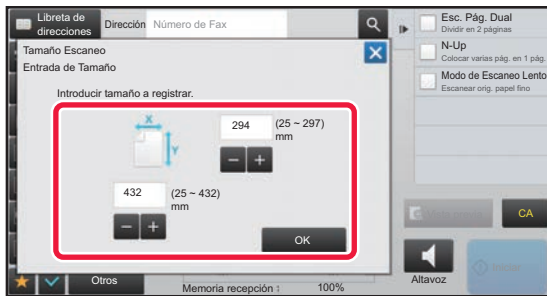 Libreta de
direcciones
Dirección
Número de Fax
Tamaño Escaneo
Entrada de Tamaño
Introducir tamaño a registrar.
X
Y
294
(25 ~ 297)
mm
432
(25 ~ 432)
mm
OK
Esc. Pág. Dual
Dividir en 2 páginas
N-Up
Colocar varias pág. en 1 pág.
Modo de Escaneo Lento
Escanear orig. papel fino
CA
Altavoz
Otros
Memoria recepción :
100%